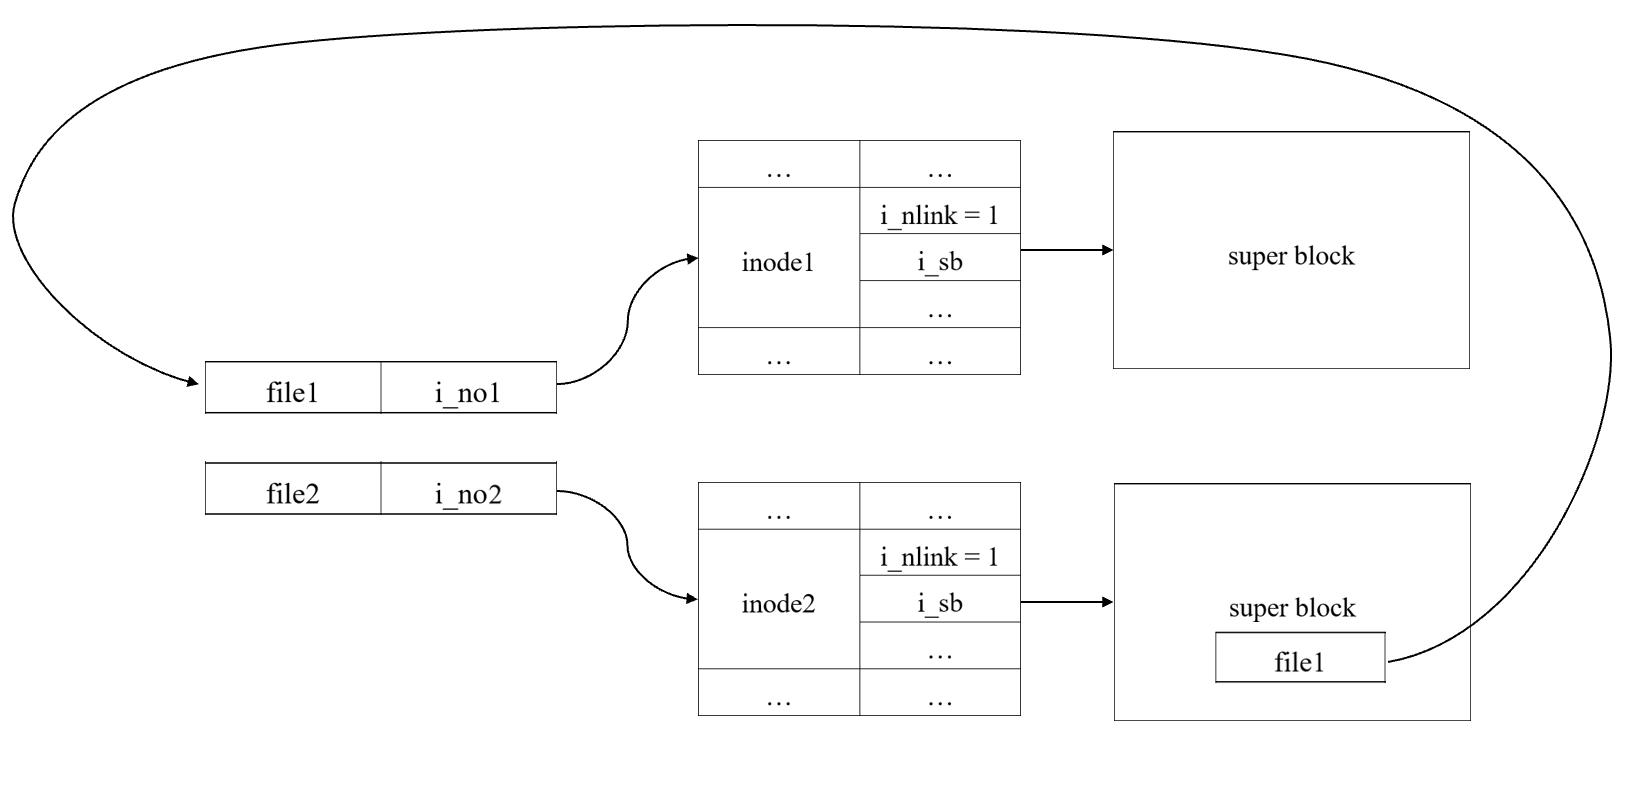 … …
i_nlink = 1
inode1 i_sb super block
…
… …
file1 i_no1
file2 i_no2
… …
i_nlink = 1
inode2 i_sb super block
…
file1
… …